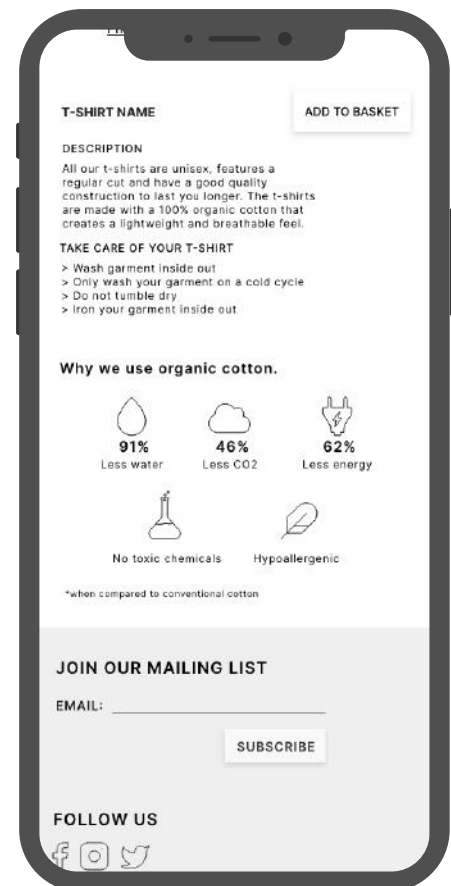 T-SHIRT NAME
ADD TO BASKET
DESCRIPTION
All our t-shirts are unisex, features a
regular cut and have a good quality
construction to last you longer. The t-shirts
are made with a 100% organic cotton that
creates a lightweight and breathable feel.
TAKE CARE OF YOUR T-SHIRT
> Wash garment inside out
> Only wash your garment on a cold cycle
> Do not tumble dry
> Iron your garment inside out
Why we use organic cotton.
91% 46% 62%
Less water Less CO2 Less energy
No toxic chemicals Hypoallergenic
*when compared to conventional cotton
JOIN OUR MAILING LIST
EMAIL:
SUBSCRIBE
FOLLOW US